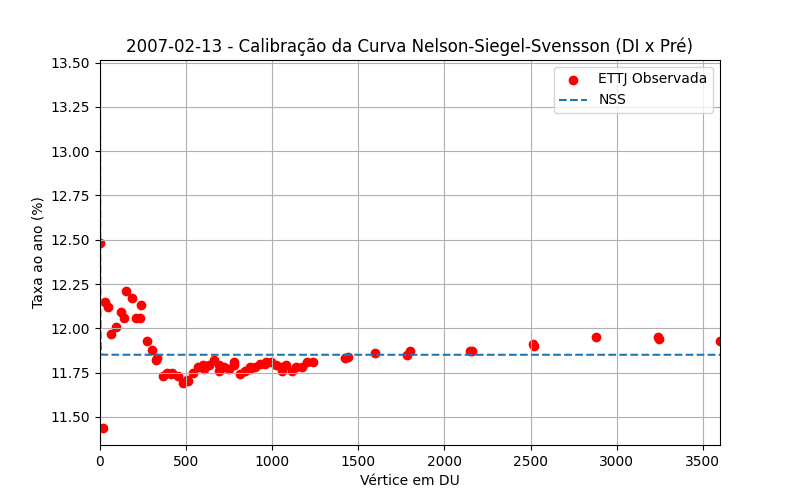 2007-02-13 - Calibração da Curva Nelson-Siegel-Svensson (DI x Pré)
ETTJ Observada
NSS
Taxa ao ano (%)
13.50
13.25
13.00
12.75
12.50
12.25
12.00
11.75
11.50
0 500 1000 1500 2000 2500 3000 3500
Vértice em DU